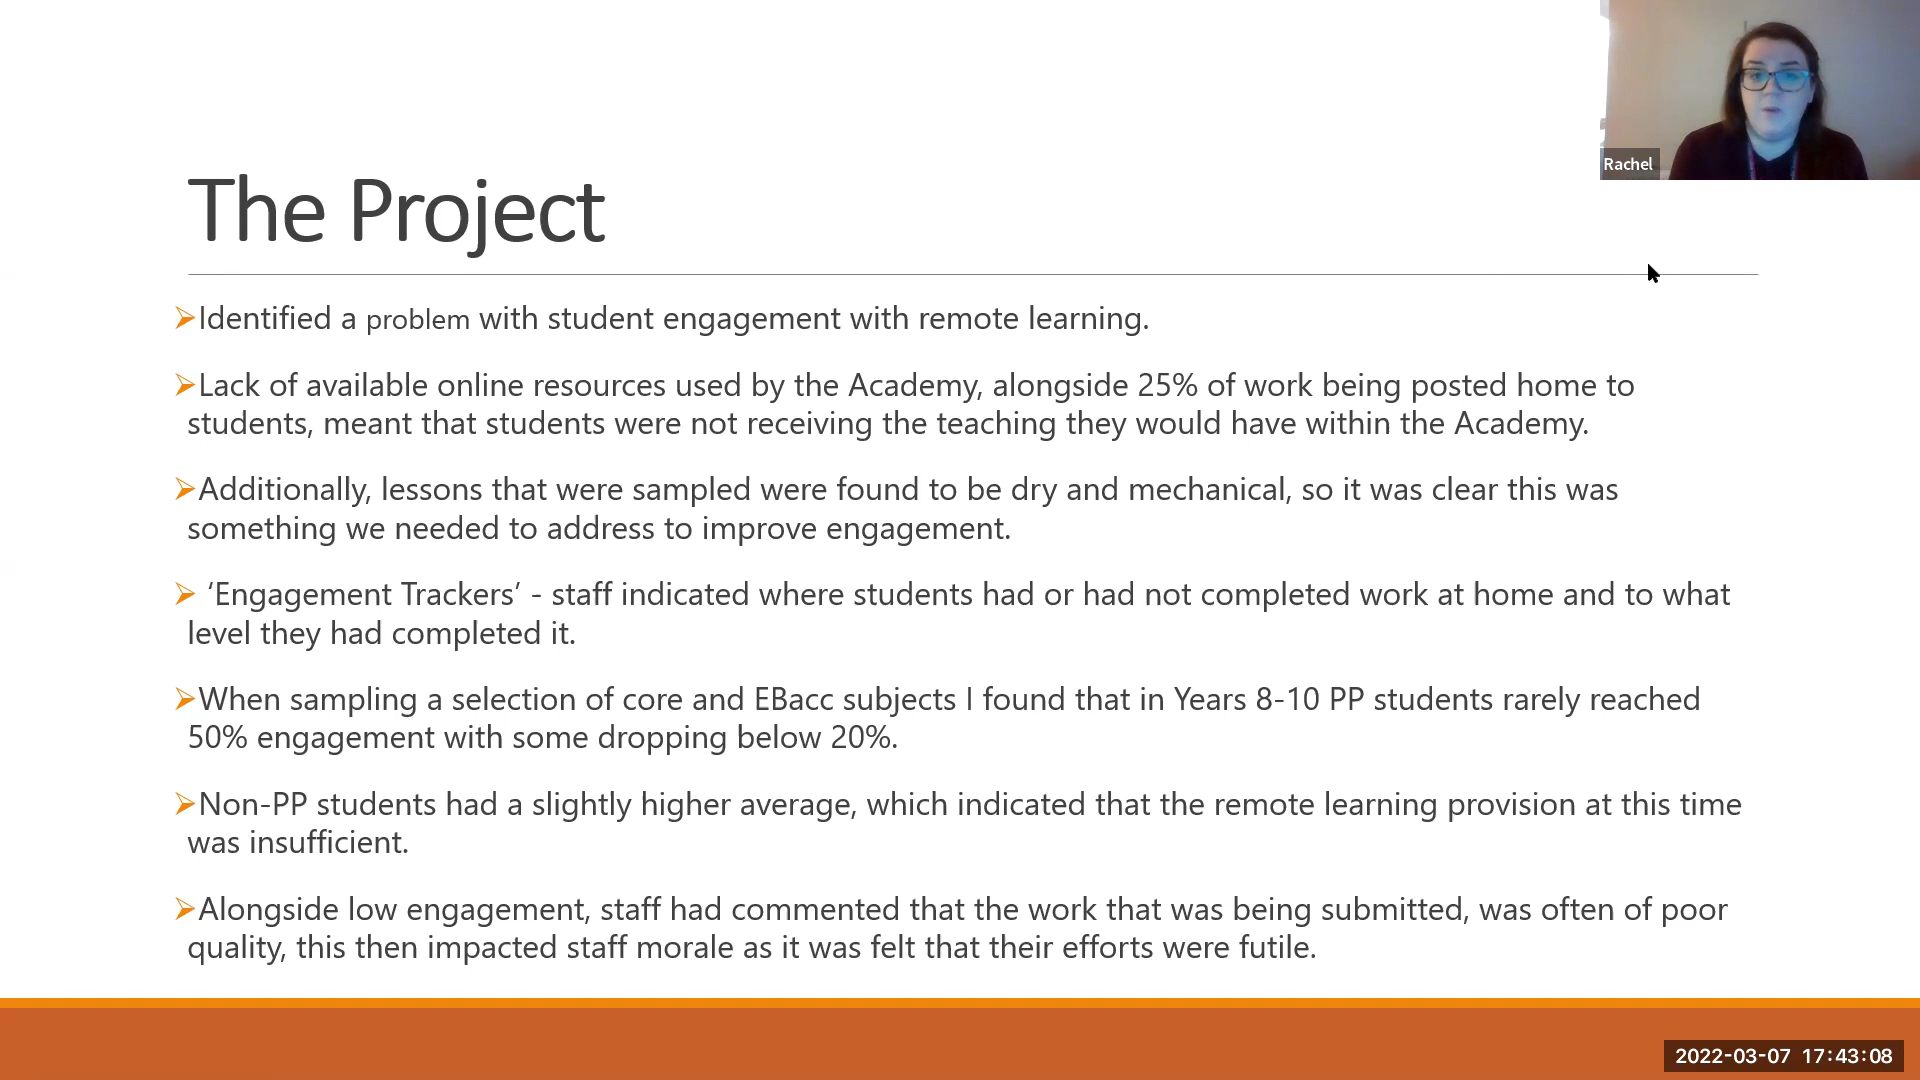 Rachel
The Project
Identified a problem with student engagement with remote learning.
Lack of available online resources used by the Academy, alongside 25% of work being posted home to
students, meant that students were not receiving the teaching they would have within the Academy.
Additionally, lessons that were sampled were found to be dry and mechanical, so it was clear this was
something we needed to address to improve engagement.
‘Engagement Trackers’ - staff indicated where students had or had not completed work at home and to what
level they had completed it.
When sampling a selection of core and EBacc subjects I found that in Years 8-10 PP students rarely reached
50% engagement with some dropping below 20%.
Non-PP students had a slightly higher average, which indicated that the remote learning provision at this time
was insufficient.
Alongside low engagement, staff had commented that the work that was being submitted, was often of poor
quality, this then impacted staff morale as it was felt that their efforts were futile.
2022-03-07 17:43:08